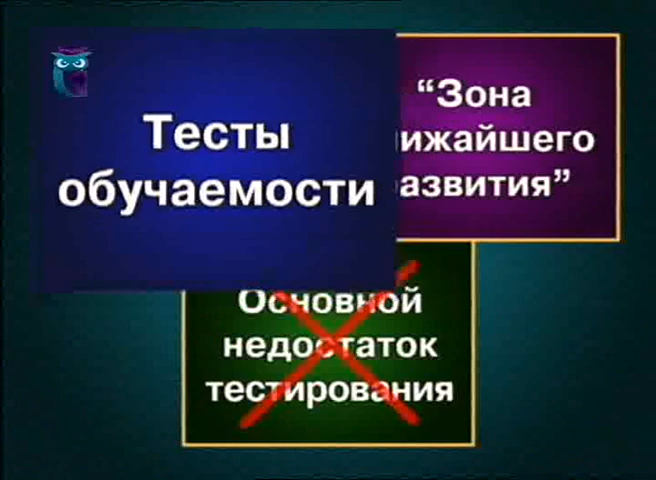 Тесты
обучаемости
“Зона
ижайшего
азвития”
Основной
недостаток
тестирования